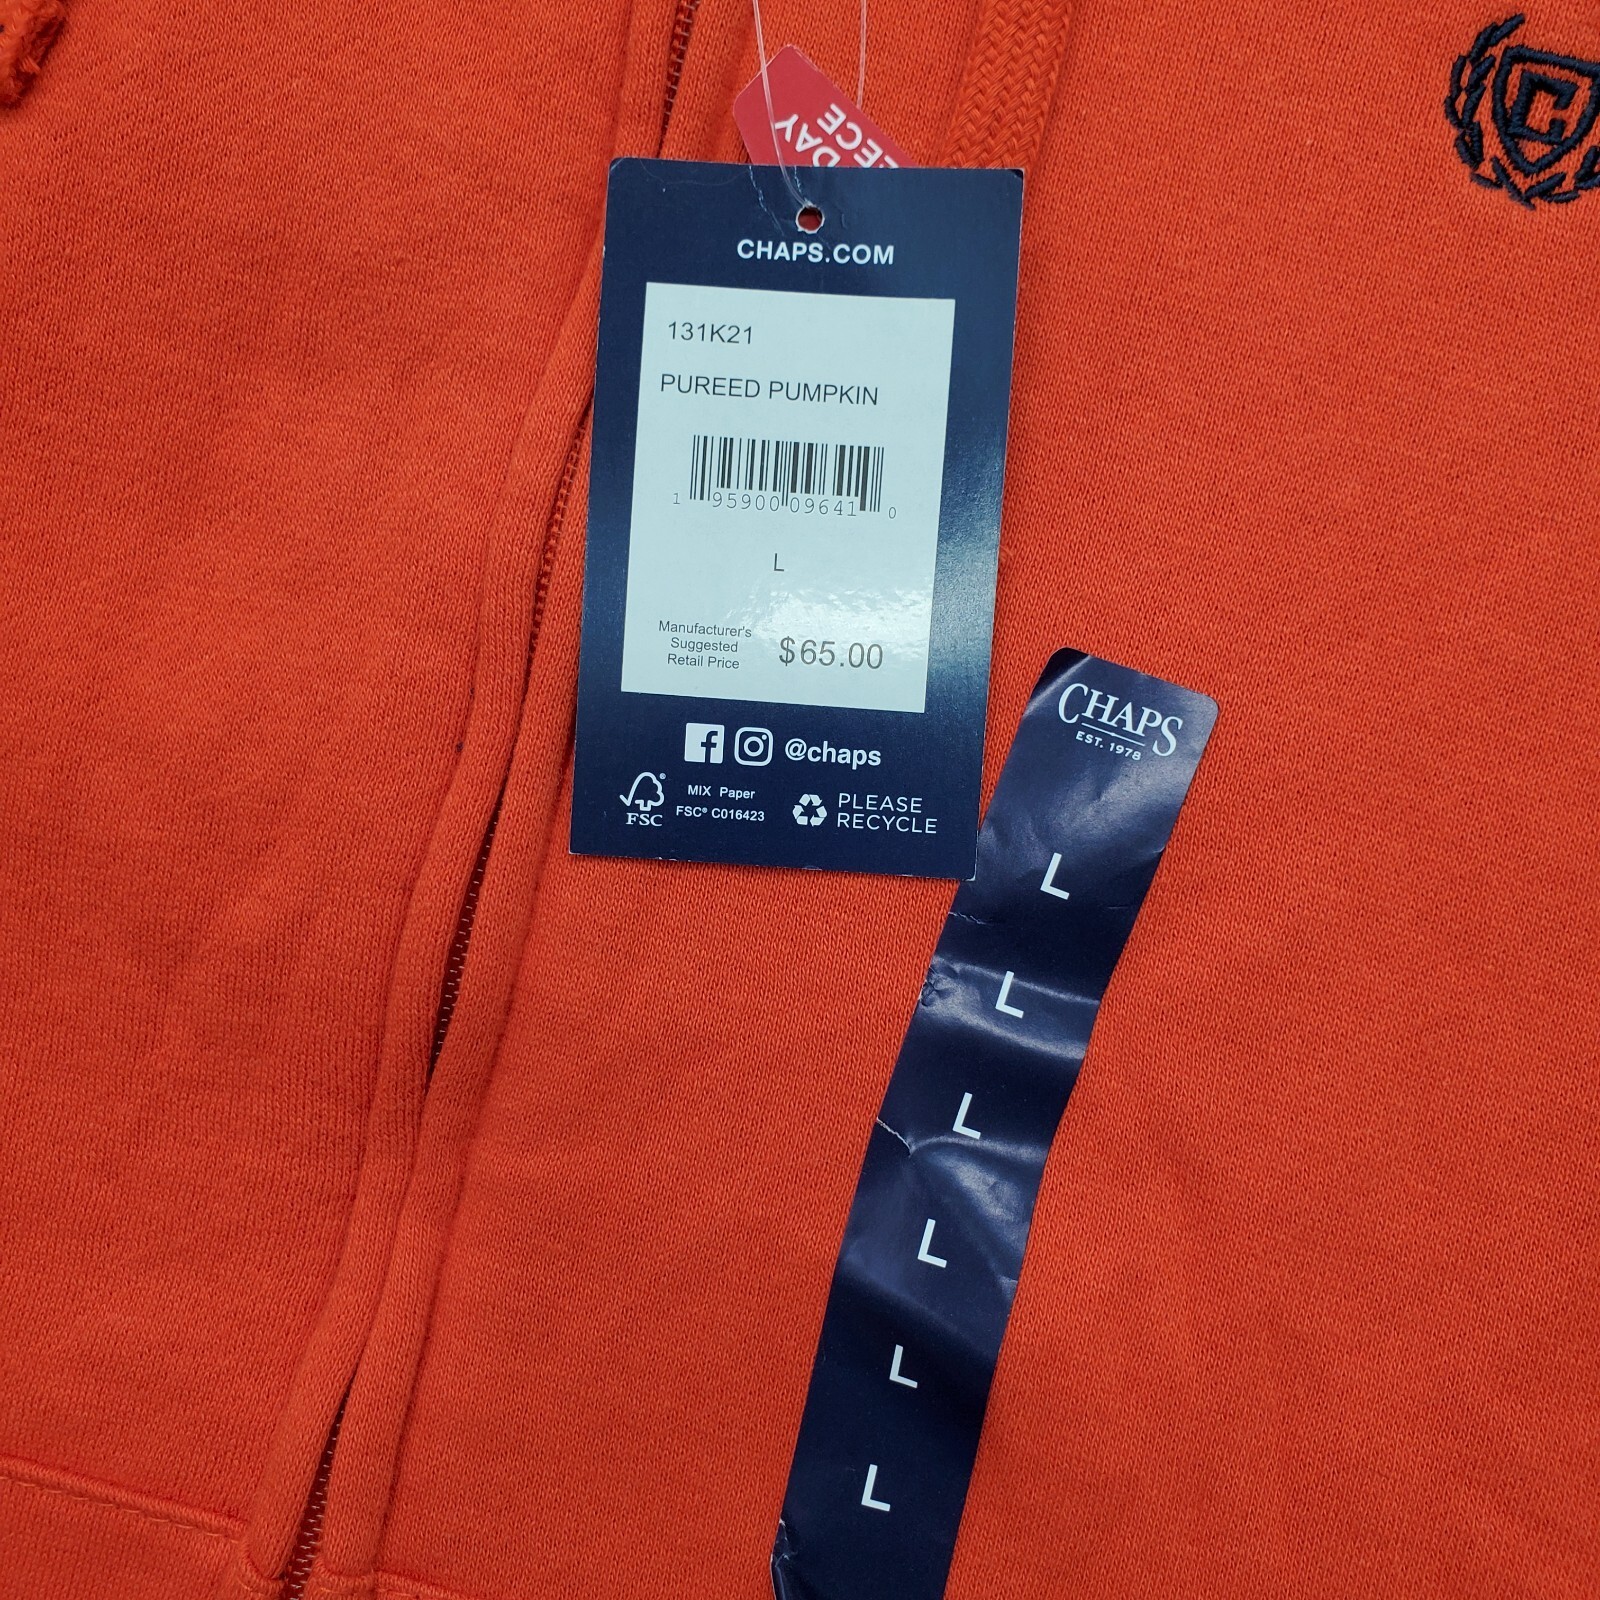 DAY
CHAPS.COM
131K21
PUREED PUMPKIN
1 95900 09641 0
L
Manufacturer's
Suggested
Retail Price
$65.00
@chaps
FSC
MIX Paper
FSC® C016423
PLEASE
RECYCLE
CHAPS
EST. 1978
L
L
L
L
L
L
C